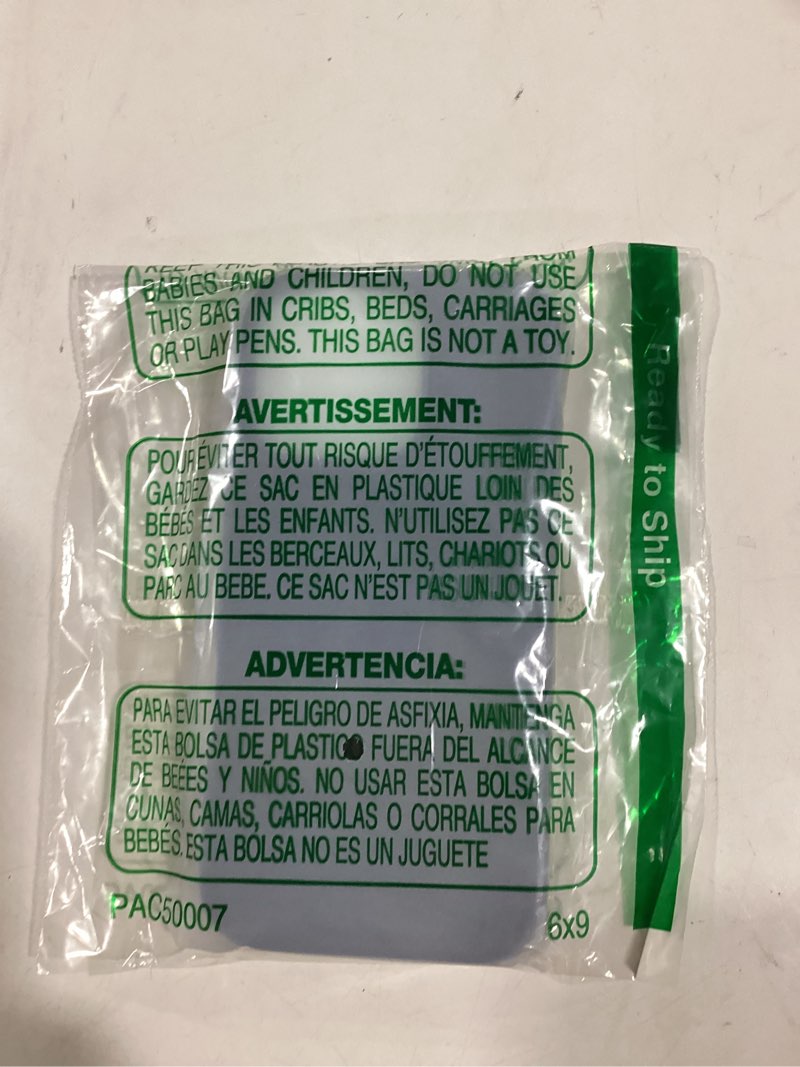 KEEP THIS FROM
BABIES AND CHILDREN, DO NOT USE
THIS BAG IN CRIBS, BEDS, CARRIAGES
OR PLAY PENS. THIS BAG IS NOT A TOY.
AVERTISSEMENT:
POUR ÉVITER TOUT RISQUE D'ÉTOUFFEMENT,
GARDEZ CE SAC EN PLASTIQUE LOIN DES
BÉBÉS ET LES ENFANTS. N'UTILISEZ PAS CE
SAC DANS LES BERCEAUX, LITS, CHARIOTS OU
PARC AU BEBE. CE SAC N'EST PAS UN JOUET.
ADVERTENCIA:
PARA EVITAR EL PELIGRO DE ASFIXIA, MANTENGA
ESTA BOLSA DE PLASTICO FUERA DEL ALCANCE
DE BEBES Y NIÑOS. NO USAR ESTA BOLSA EN
CUNAS, CAMAS, CARRIOLAS O CORRALES PARA
BEBÉS. ESTA BOLSA NO ES UN JUGUETE
PAC50007
6x9
Ready to Ship